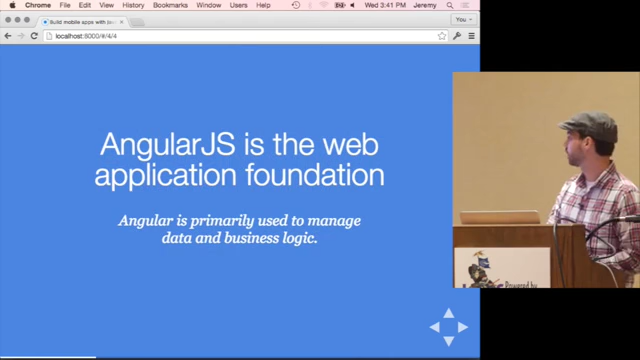 Chrome File Edit View History Bookmarks Window Users Help
Wed 3:41 PM Jeremy
Build mobile apps with
You
localhost:8000/#/4/4
AngularJS is the web
application foundation
Angular is primarily used to manage
data and business logic.
Powered by